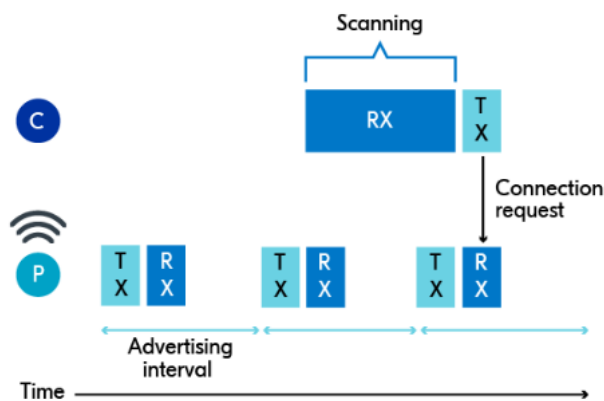 Scanning
C
RX
T
X
Connection
request
P
T
X
R
X
T
X
R
X
T
X
R
X
Advertising
interval
Time